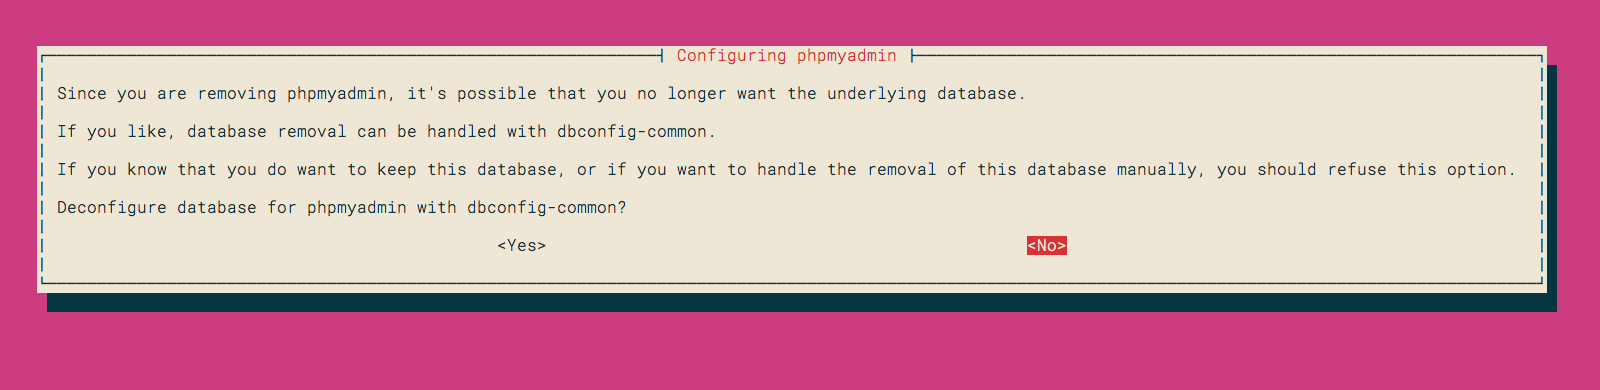 Configuring phpmyadmin
Since you are removing phpmyadmin, it's possible that you no longer want the underlying database.
If you like, database removal can be handled with dbconfig-common.
If you know that you do want to keep this database, or if you want to handle the removal of this database manually, you should refuse this option.
Deconfigure database for phpmyadmin with dbconfig-common?
<Yes> <No>